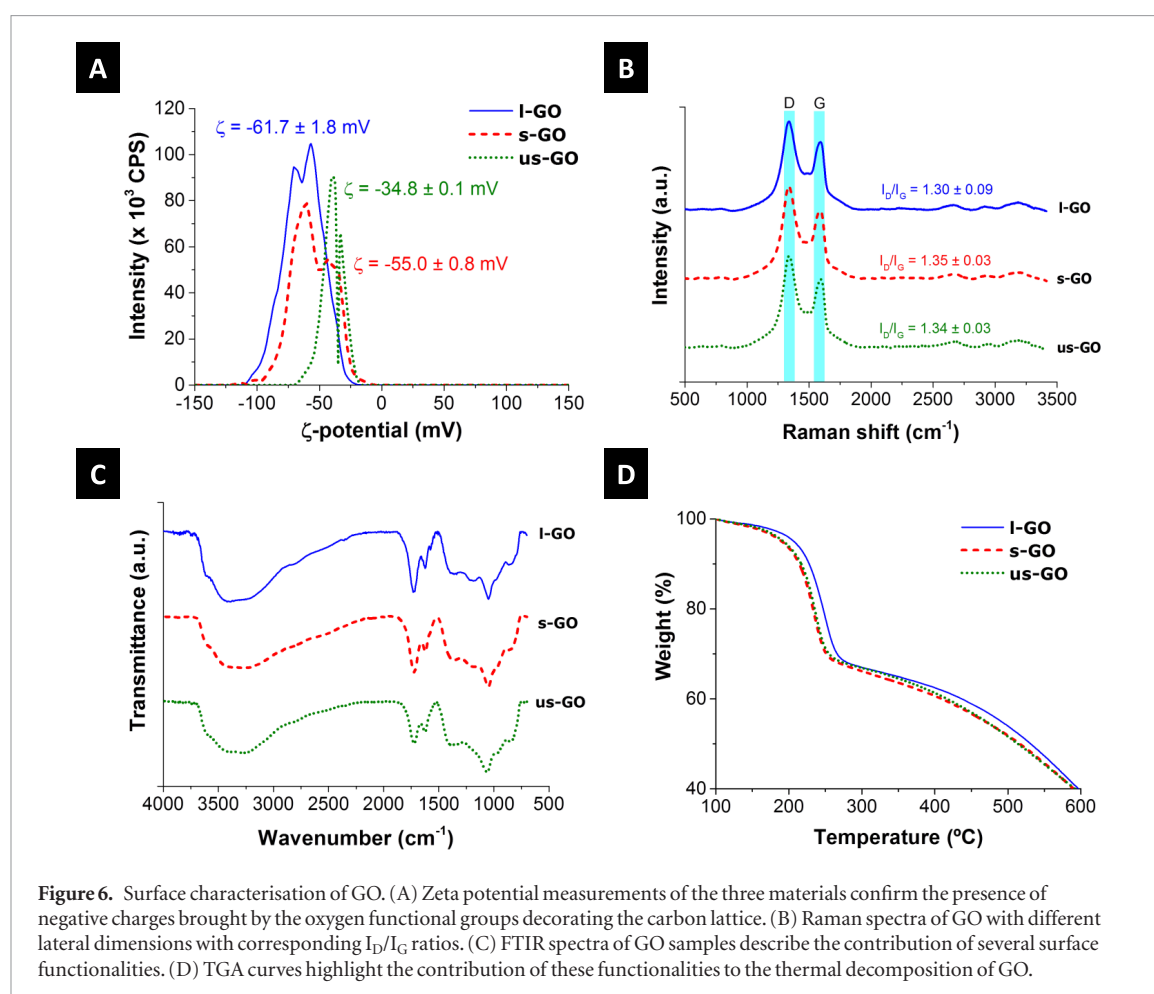 A
120
100
80
60
40
20
0
Intensity (x 10³ CPS)
-150 -100 -50 0 50 100 150
ζ-potential (mV)
l-GO
s-GO
us-GO
ζ = -61.7 ± 1.8 mV
ζ = -34.8 ± 0.1 mV
ζ = -55.0 ± 0.8 mV
B
D G
Intensity (a.u.)
I_D/I_G = 1.30 ± 0.09
l-GO
I_D/I_G = 1.35 ± 0.03
s-GO
I_D/I_G = 1.34 ± 0.03
us-GO
500 1000 1500 2000 2500 3000 3500
Raman shift (cm⁻¹)
C
Transmittance (a.u.)
l-GO
s-GO
us-GO
4000 3500 3000 2500 2000 1500 1000 500
Wavenumber (cm⁻¹)
D
100
80
60
40
Weight (%)
l-GO
s-GO
us-GO
100 200 300 400 500 600
Temperature (ºC)
Figure 6. Surface characterisation of GO. (A) Zeta potential measurements of the three materials confirm the presence of
negative charges brought by the oxygen functional groups decorating the carbon lattice. (B) Raman spectra of GO with different
lateral dimensions with corresponding I_D/I_G ratios. (C) FTIR spectra of GO samples describe the contribution of several surface
functionalities. (D) TGA curves highlight the contribution of these functionalities to the thermal decomposition of GO.